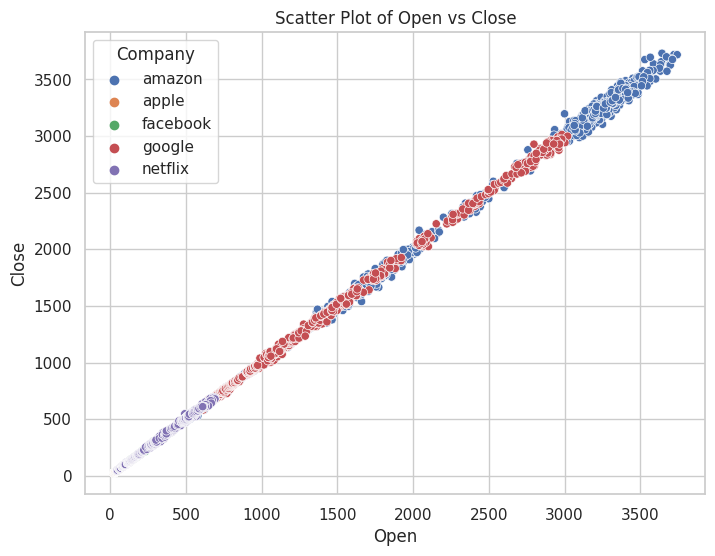 Scatter Plot of Open vs Close
Company
amazon
apple
facebook
google
netflix
3500
3000
2500
2000
1500
1000
500
0
Close
0 500 1000 1500 2000 2500 3000 3500
Open